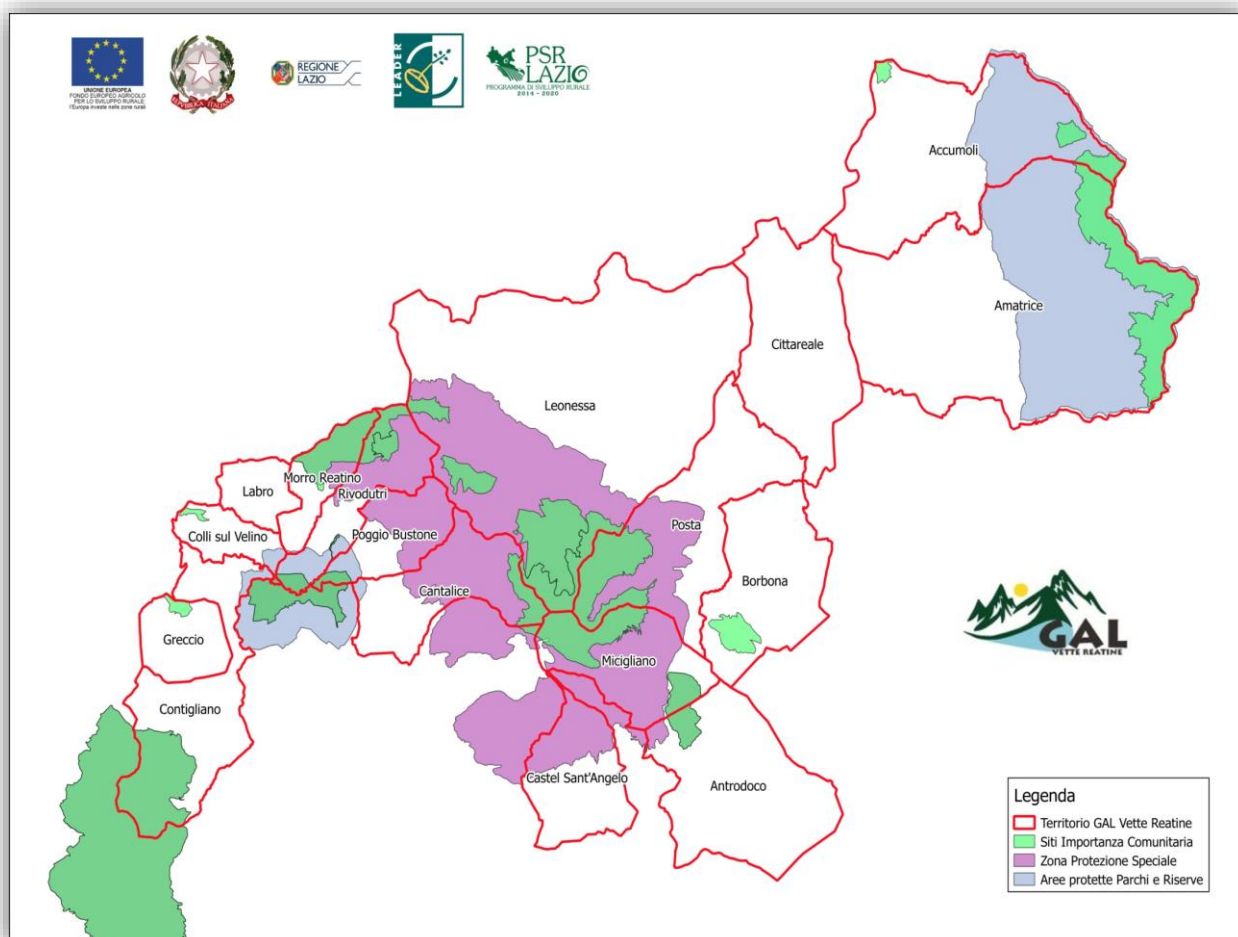 UNIONE EUROPEA
FONDO EUROPEO AGRICOLO
PER LO SVILUPPO RURALE
l'Europa investe nelle zone rurali
REPVBBLICA ITALIANA
REGIONE
LAZIO
LEADER
PSR
LAZIO
PROGRAMMA DI SVILUPPO RURALE
2014 - 2020
Accumoli
Amatrice
Cittareale
Leonessa
Morro Reatino
Labro
Rivodutri
Colli sul Velino
Poggio Bustone
Posta
Cantalice
Borbona
Greccio
Micigliano
Contigliano
Castel Sant'Angelo
Antrodoco
GAL
VETTE REATINE
Legenda
Territorio GAL Vette Reatine
Siti Importanza Comunitaria
Zona Protezione Speciale
Aree protette Parchi e Riserve